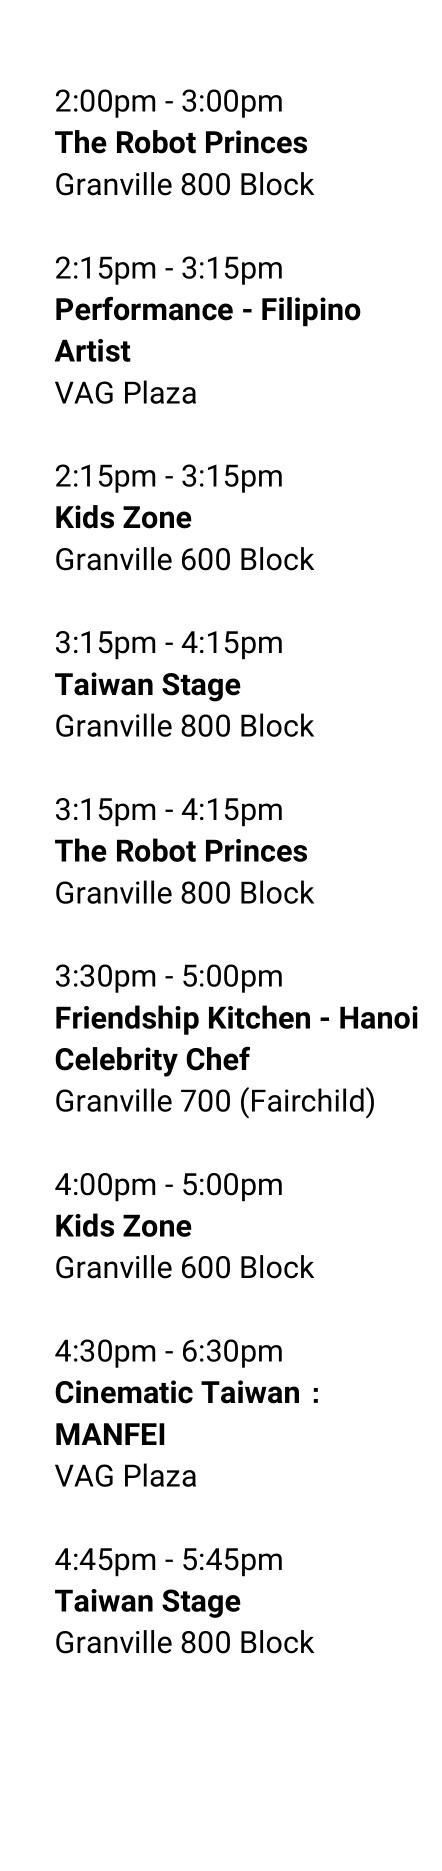 2:00pm - 3:00pm
The Robot Princes
Granville 800 Block
2:15pm - 3:15pm
Performance - Filipino
Artist
VAG Plaza
2:15pm - 3:15pm
Kids Zone
Granville 600 Block
3:15pm - 4:15pm
Taiwan Stage
Granville 800 Block
3:15pm - 4:15pm
The Robot Princes
Granville 800 Block
3:30pm - 5:00pm
Friendship Kitchen - Hanoi
Celebrity Chef
Granville 700 (Fairchild)
4:00pm - 5:00pm
Kids Zone
Granville 600 Block
4:30pm - 6:30pm
Cinematic Taiwan：
MANFEI
VAG Plaza
4:45pm - 5:45pm
Taiwan Stage
Granville 800 Block